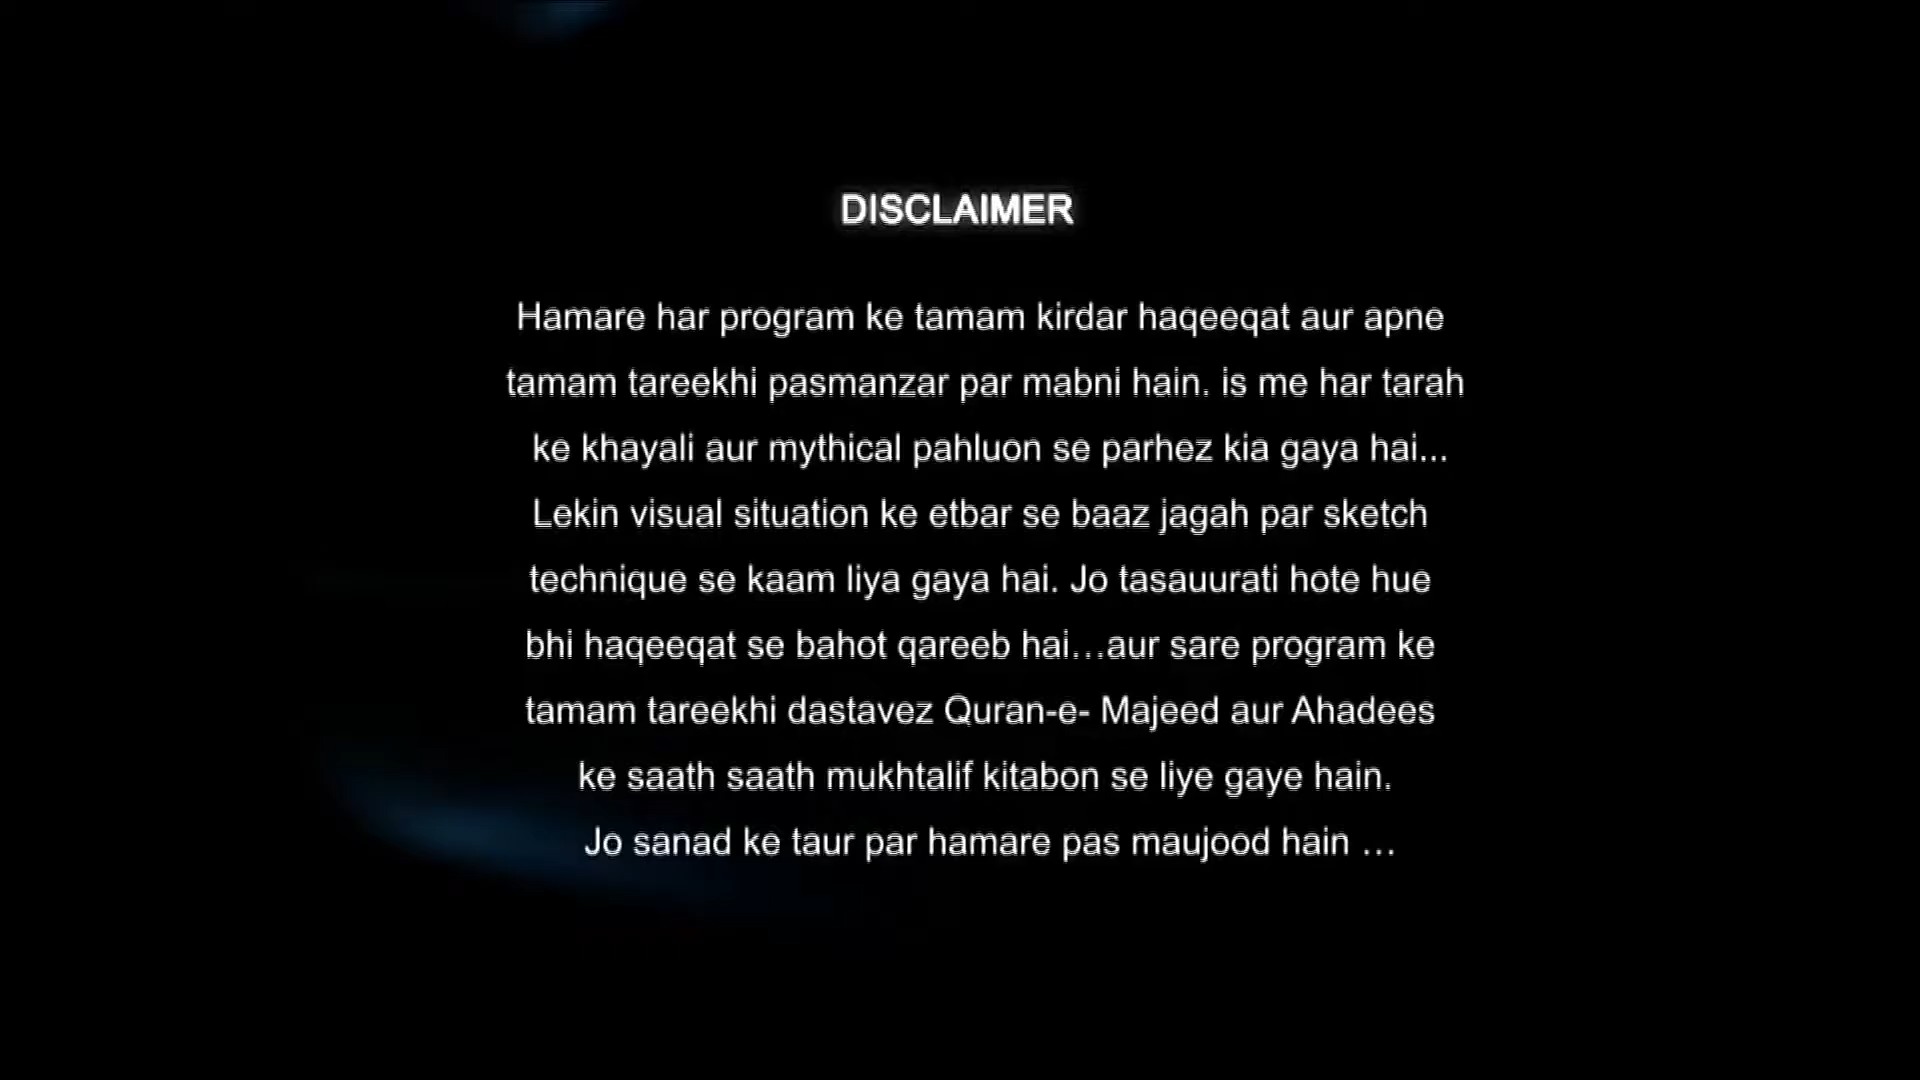 DISCLAIMER
Hamare har program ke tamam kirdar haqeeqat aur apne
tamam tareekhi pasmanzar par mabni hain. is me har tarah
ke khayali aur mythical pahluon se parhez kia gaya hai...
Lekin visual situation ke etbar se baaz jagah par sketch
technique se kaam liya gaya hai. Jo tasauurati hote hue
bhi haqeeqat se bahot qareeb hai…aur sare program ke
tamam tareekhi dastavez Quran-e- Majeed aur Ahadees
ke saath saath mukhtalif kitabon se liye gaye hain.
Jo sanad ke taur par hamare pas maujood hain …